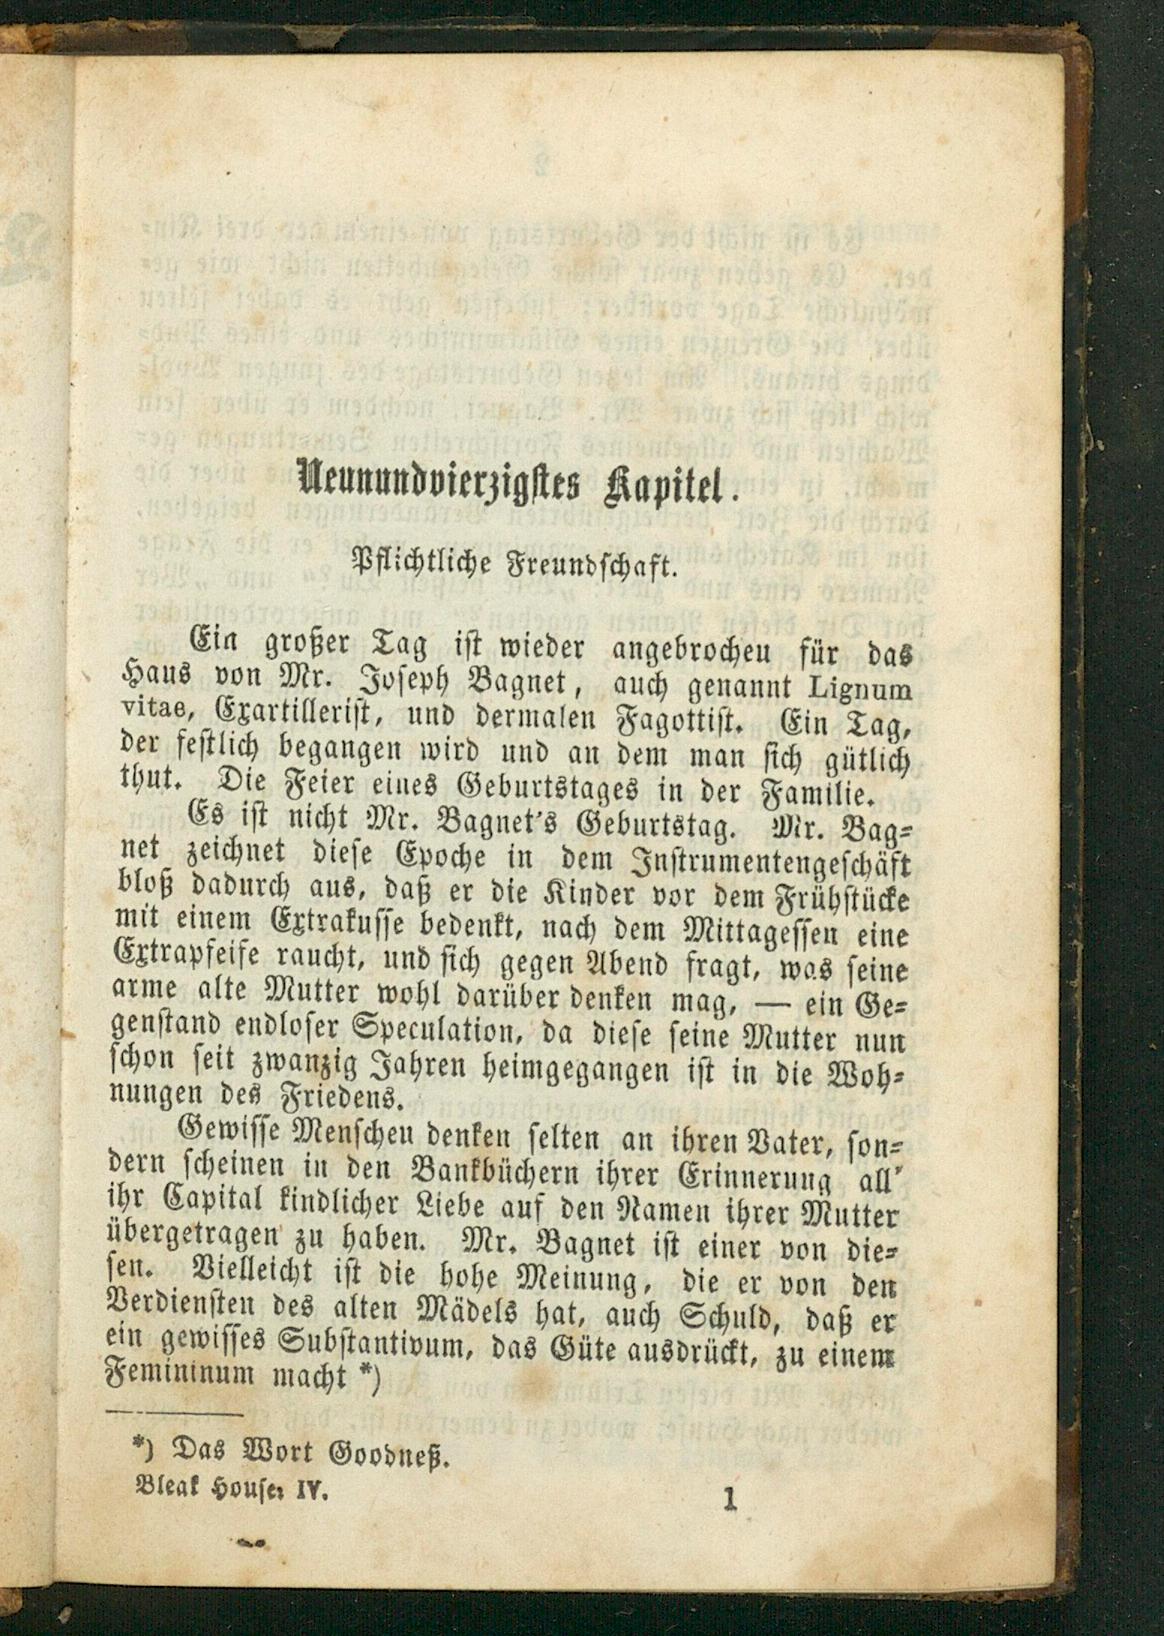 Neunundvierzigstes Kapitel.
Pflichtliche Freundschaft.
Ein großer Tag ist wieder angebrochen für das
Haus von Mr. Joseph Bagnet, auch genannt Lignum
vitae, Exartillerist, und dermalen Fagottist. Ein Tag,
der festlich begangen wird und an dem man sich gütlich
thut. Die Feier eines Geburtstages in der Familie.
Es ist nicht Mr. Bagnet's Geburtstag. Mr. Bag-
net zeichnet diese Epoche in dem Instrumentengeschäft
bloß dadurch aus, daß er die Kinder vor dem Frühstücke
mit einem Extrakusse bedenkt, nach dem Mittagessen eine
Extrapfeife raucht, und sich gegen Abend fragt, was seine
arme alte Mutter wohl darüber denken mag, — ein Ge-
genstand endloser Speculation, da diese seine Mutter nun
schon seit zwanzig Jahren heimgegangen ist in die Woh-
nungen des Friedens.
Gewisse Menschen denken selten an ihren Vater, son-
dern scheinen in den Bankbüchern ihrer Erinnerung all'
ihr Capital kindlicher Liebe auf den Namen ihrer Mutter
übergetragen zu haben. Mr. Bagnet ist einer von die-
sen. Vielleicht ist die hohe Meinung, die er von den
Verdiensten des alten Mädels hat, auch Schuld, daß er
ein gewisses Substantivum, das Güte ausdrückt, zu einem
Femininum macht *)
*) Das Wort Goodneß.
Bleak House. IV. 1